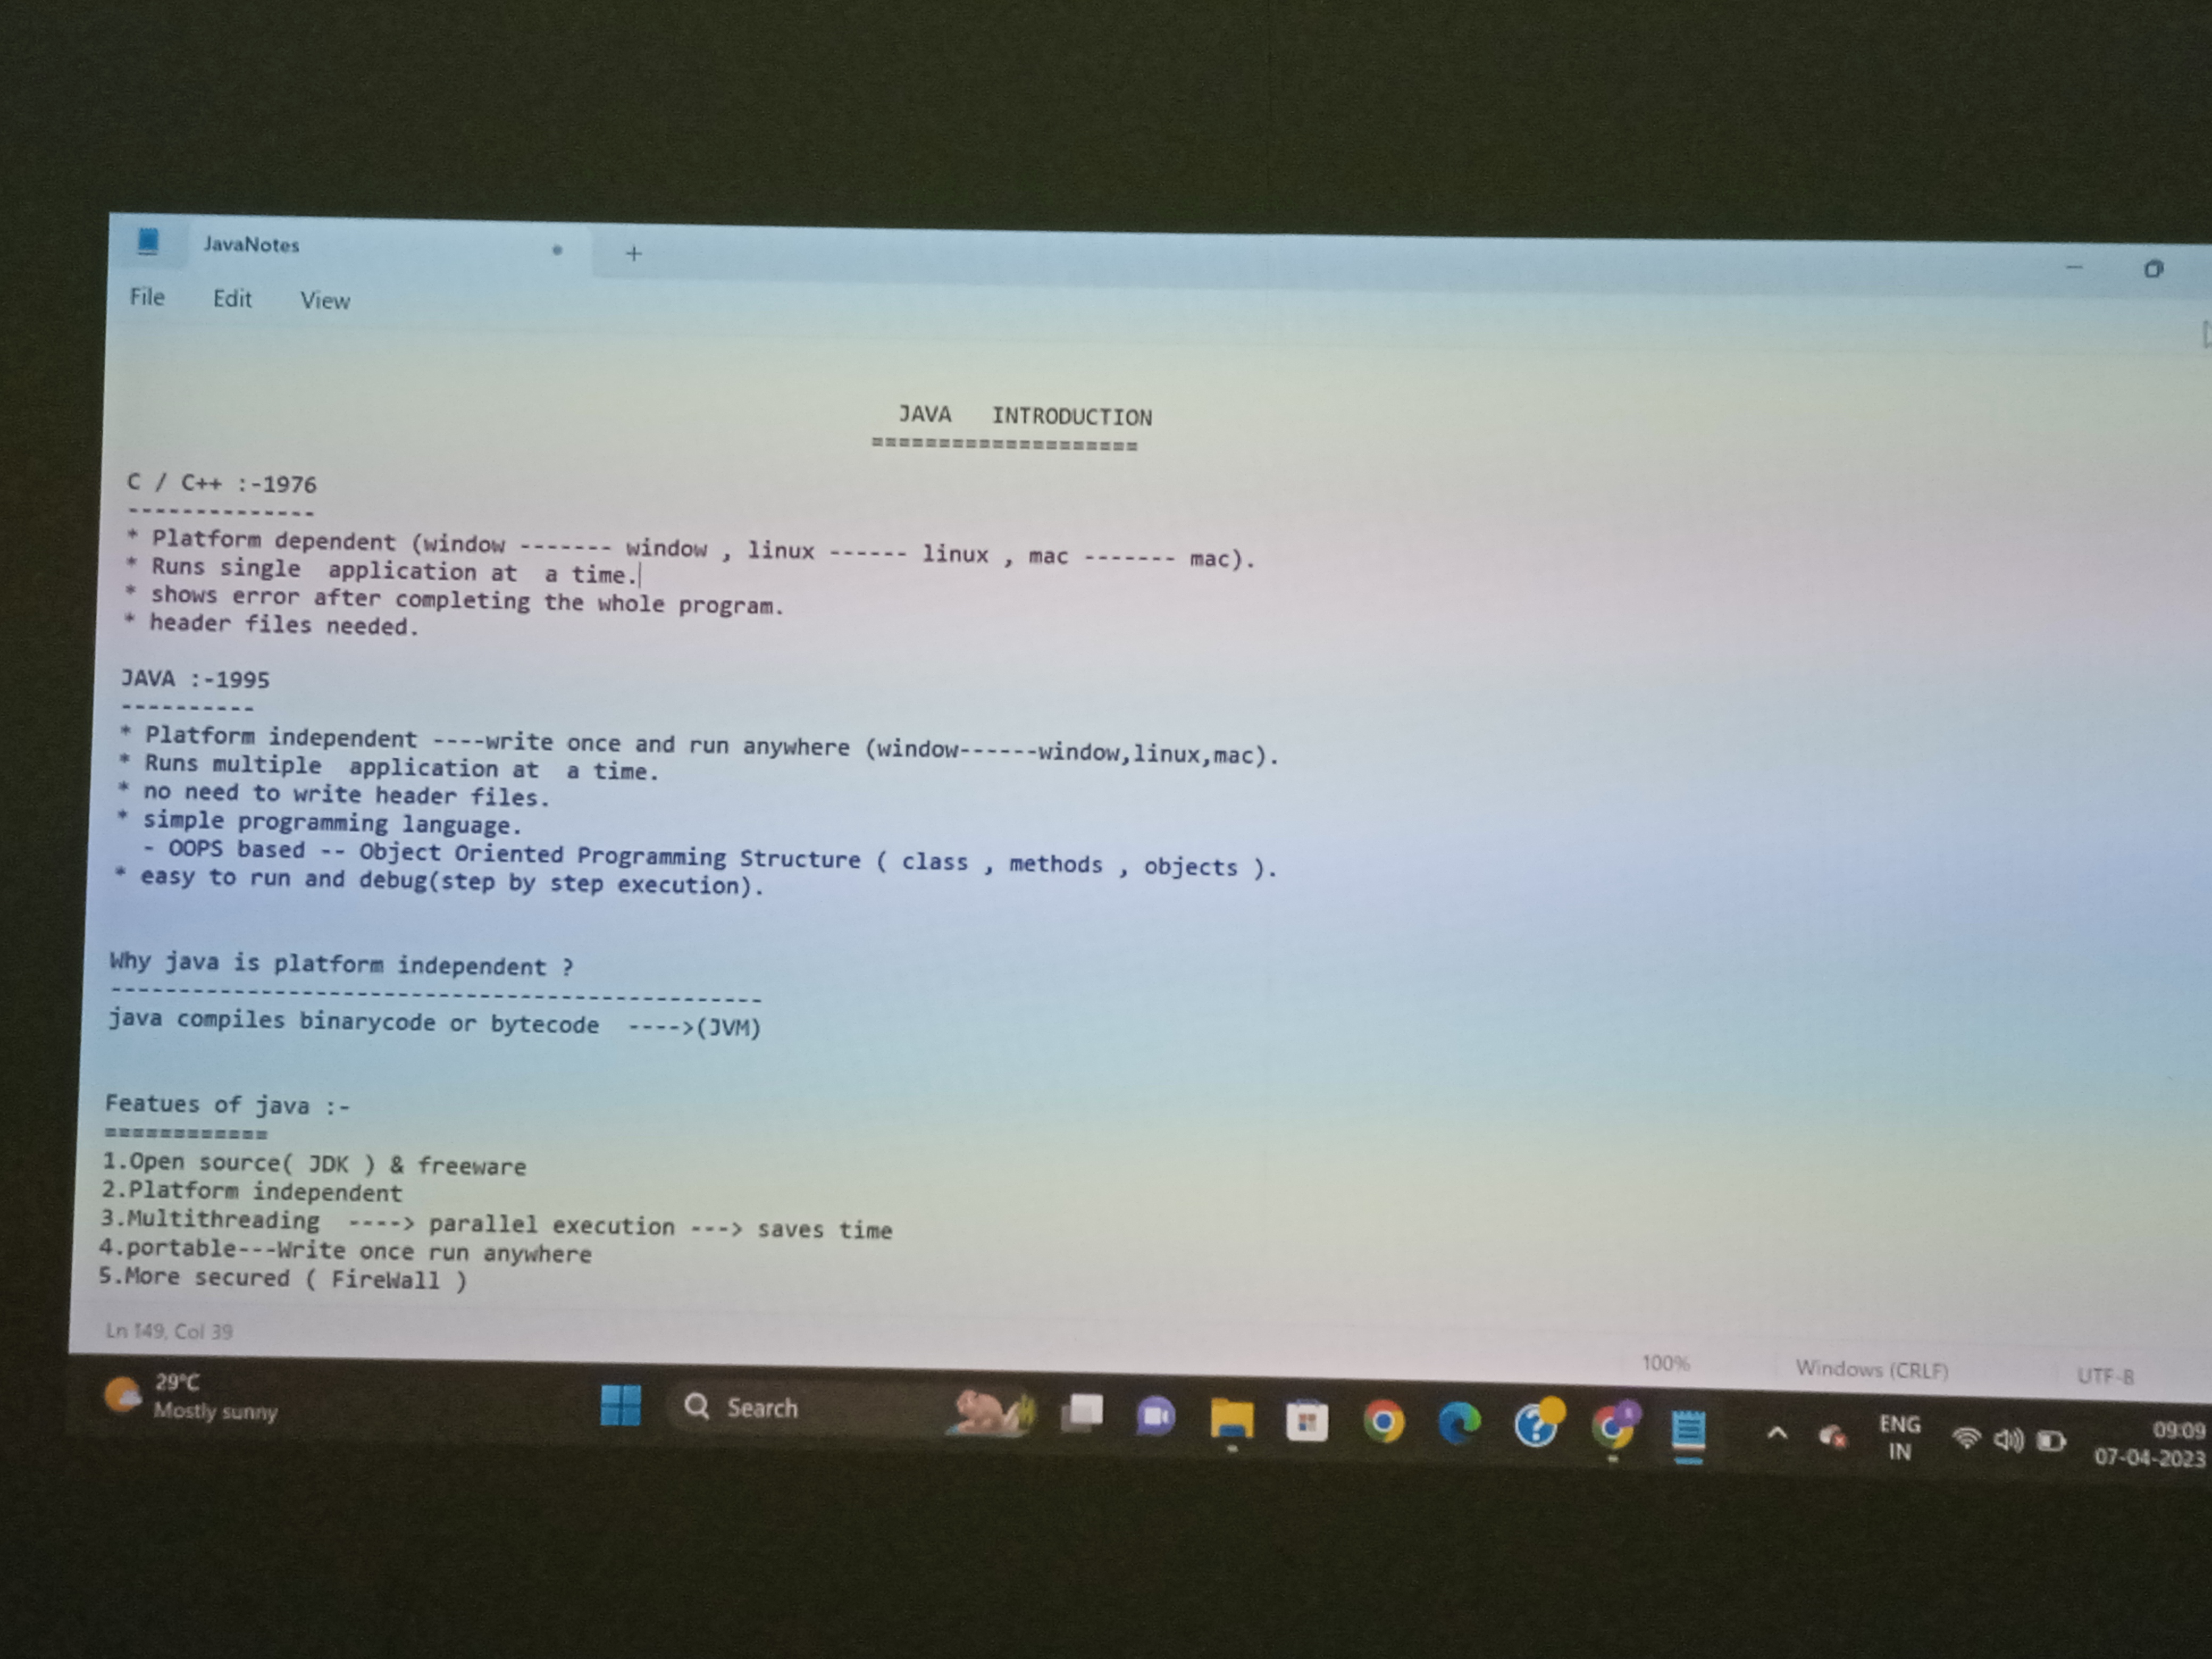 JavaNotes
File Edit View
JAVA INTRODUCTION
====================
C / C++ :-1976
--------------
* Platform dependent (window ------- window , linux ------ linux , mac ------- mac).
* Runs single application at a time.
* shows error after completing the whole program.
* header files needed.
JAVA :-1995
----------
* Platform independent ----write once and run anywhere (window------window,linux,mac).
* Runs multiple application at a time.
* no need to write header files.
* simple programming language.
- OOPS based -- Object Oriented Programming Structure ( class , methods , objects ).
* easy to run and debug(step by step execution).
Why java is platform independent ?
------------------------------------------------
java compiles binarycode or bytecode ---->(JVM)
Featues of java :-
============
1.Open source( JDK ) & freeware
2.Platform independent
3.Multithreading ----> parallel execution ---> saves time
4.portable---Write once run anywhere
5.More secured ( FireWall )
Ln 149, Col 39
100% Windows (CRLF) UTF-8
29°C
Mostly sunny
Search
ENG
IN
09:09
07-04-2023